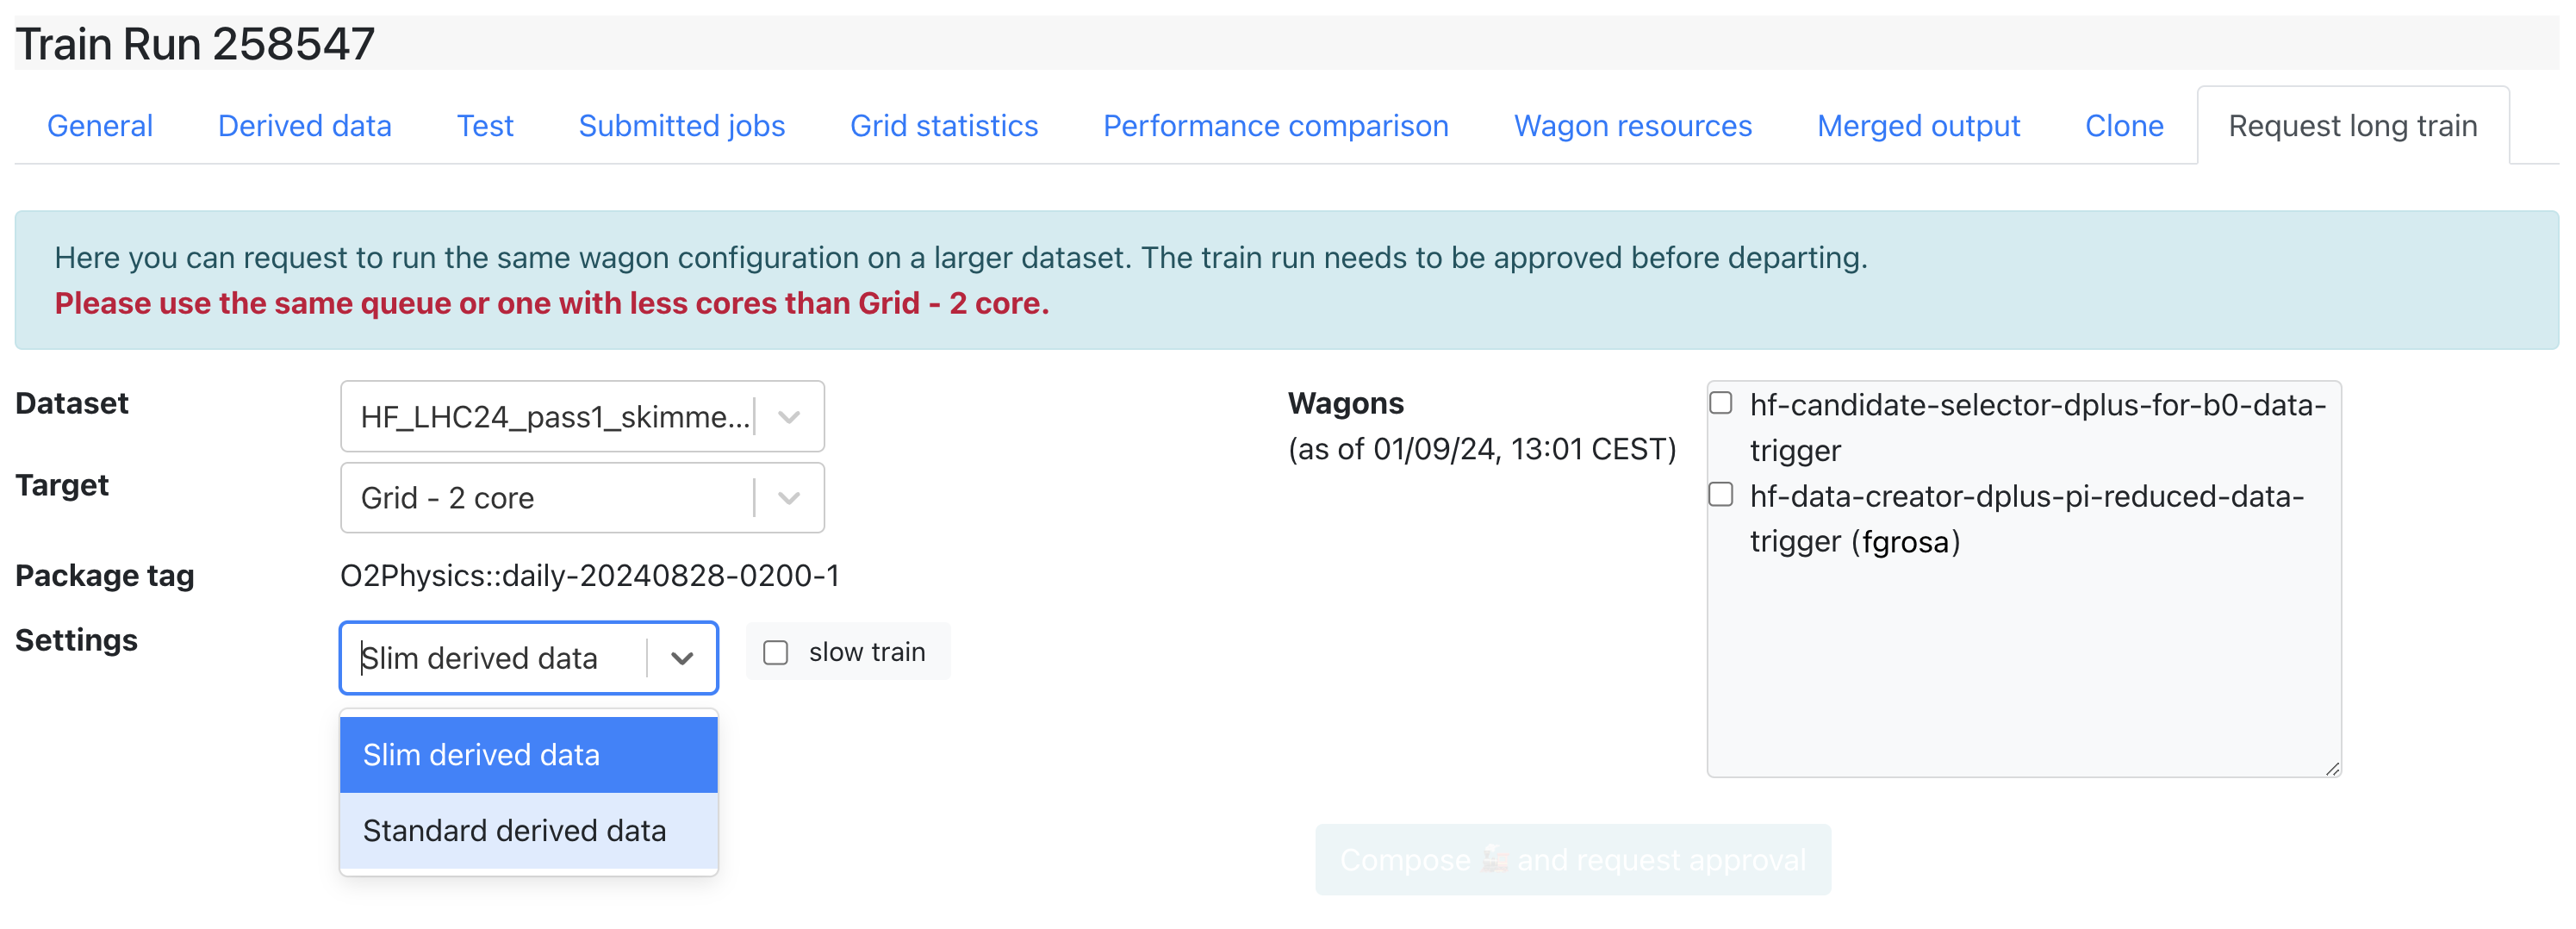 Train Run 258547
General Derived data Test Submitted jobs Grid statistics Performance comparison Wagon resources Merged output Clone Request long train
Here you can request to run the same wagon configuration on a larger dataset. The train run needs to be approved before departing.
Please use the same queue or one with less cores than Grid - 2 core.
Dataset
HF_LHC24_pass1_skimme...
Target
Grid - 2 core
Package tag
O2Physics::daily-20240828-0200-1
Settings
Slim derived data
slow train
Slim derived data
Standard derived data
Wagons
(as of 01/09/24, 13:01 CEST)
hf-candidate-selector-dplus-for-b0-data-
trigger
hf-data-creator-dplus-pi-reduced-data-
trigger (fgrosa)
Compose 🚂 and request approval